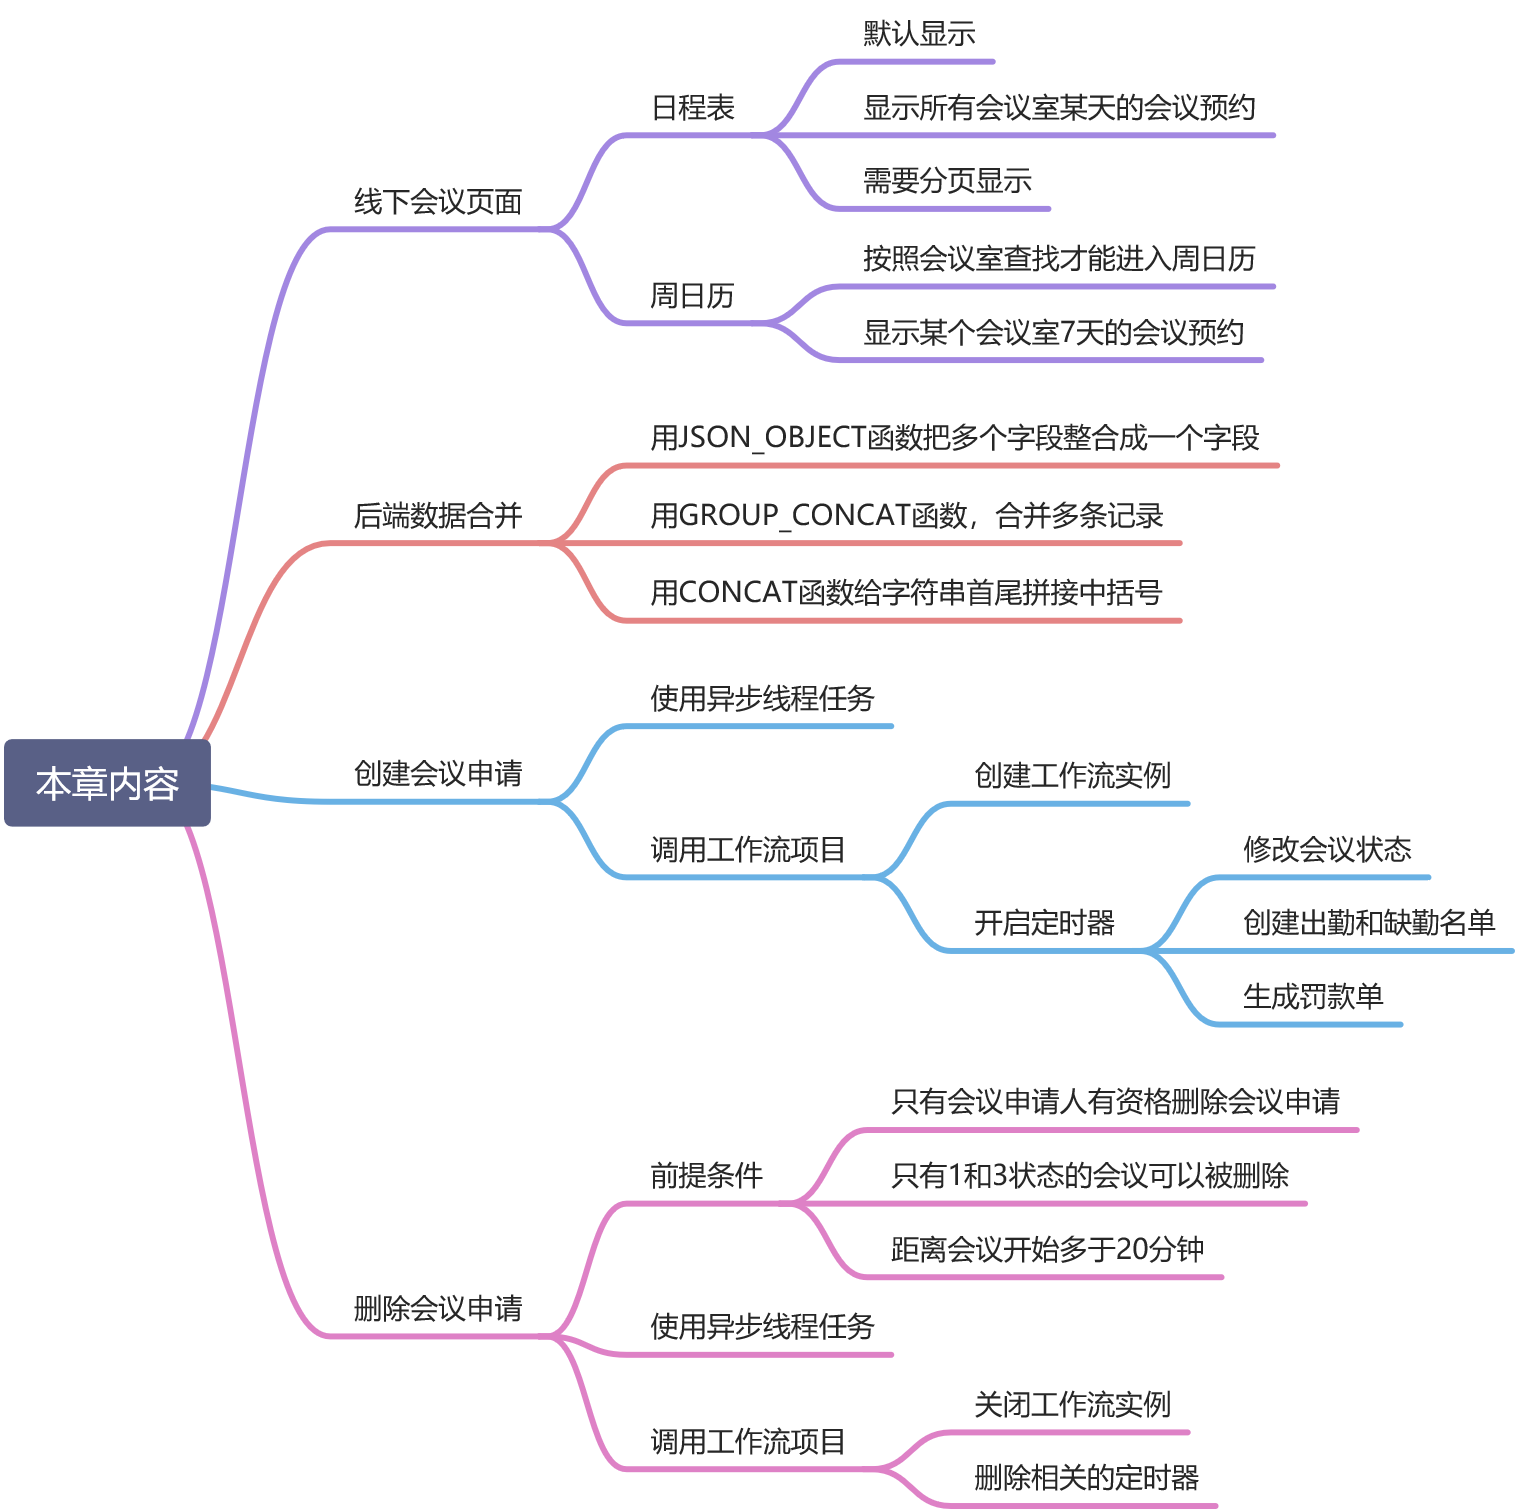 本章内容
线下会议页面
日程表
默认显示
显示所有会议室某天的会议预约
需要分页显示
周日历
按照会议室查找才能进入周日历
显示某个会议室7天的会议预约
后端数据合并
用JSON_OBJECT函数把多个字段整合成一个字段
用GROUP_CONCAT函数，合并多条记录
用CONCAT函数给字符串首尾拼接中括号
创建会议申请
使用异步线程任务
调用工作流项目
创建工作流实例
开启定时器
修改会议状态
创建出勤和缺勤名单
生成罚款单
删除会议申请
前提条件
只有会议申请人有资格删除会议申请
只有1和3状态的会议可以被删除
距离会议开始多于20分钟
使用异步线程任务
调用工作流项目
关闭工作流实例
删除相关的定时器